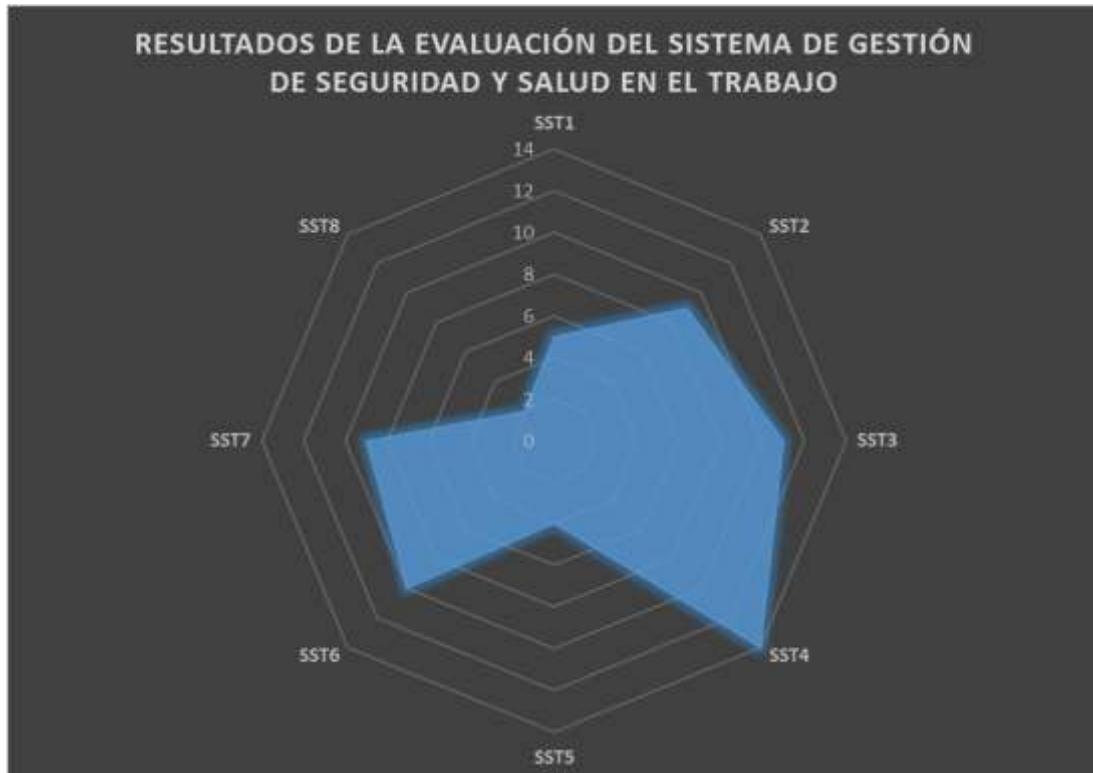 RESULTADOS DE LA EVALUACIÓN DEL SISTEMA DE GESTIÓN
DE SEGURIDAD Y SALUD EN EL TRABAJO
SST1
14
12
SST8
SST2
10
8
6
4
2
SST7
0
SST3
SST6
SST4
SST5